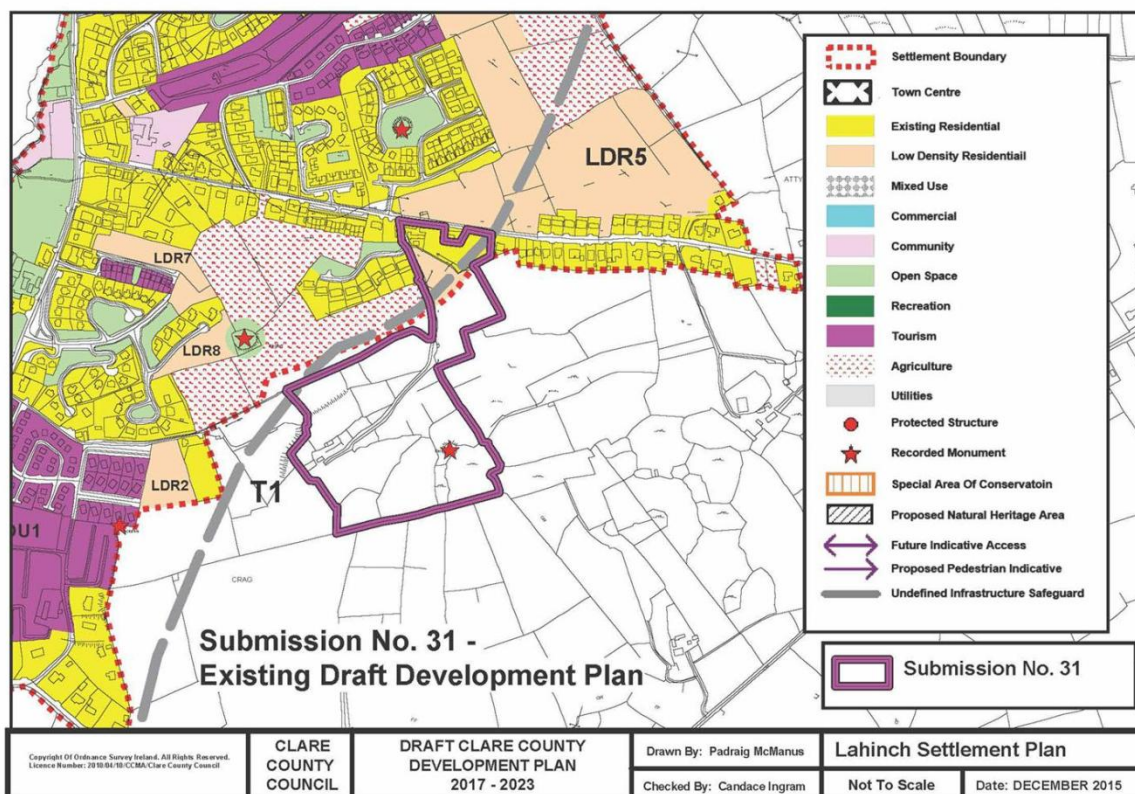 LDR5
ATTY
LDR7
LDR8
LDR2
T1
OU1
CRAG
Submission No. 31 -
Existing Draft Development Plan
Settlement Boundary
Town Centre
Existing Residential
Low Density Residentiail
Mixed Use
Commercial
Community
Open Space
Recreation
Tourism
Agriculture
Utilities
Protected Structure
Recorded Monument
Special Area Of Conservatoin
Proposed Natural Heritage Area
Future Indicative Access
Proposed Pedestrian Indicative
Undefined Infrastructure Safeguard
Submission No. 31
Copyright Of Ordnance Survey Ireland. All Rights Reserved.
Licence Number: 2010/04/10/CCMA/Clare County Council
CLARE
COUNTY
COUNCIL
DRAFT CLARE COUNTY
DEVELOPMENT PLAN
2017 - 2023
Drawn By: Padraig McManus
Checked By: Candace Ingram
Lahinch Settlement Plan
Not To Scale
Date: DECEMBER 2015